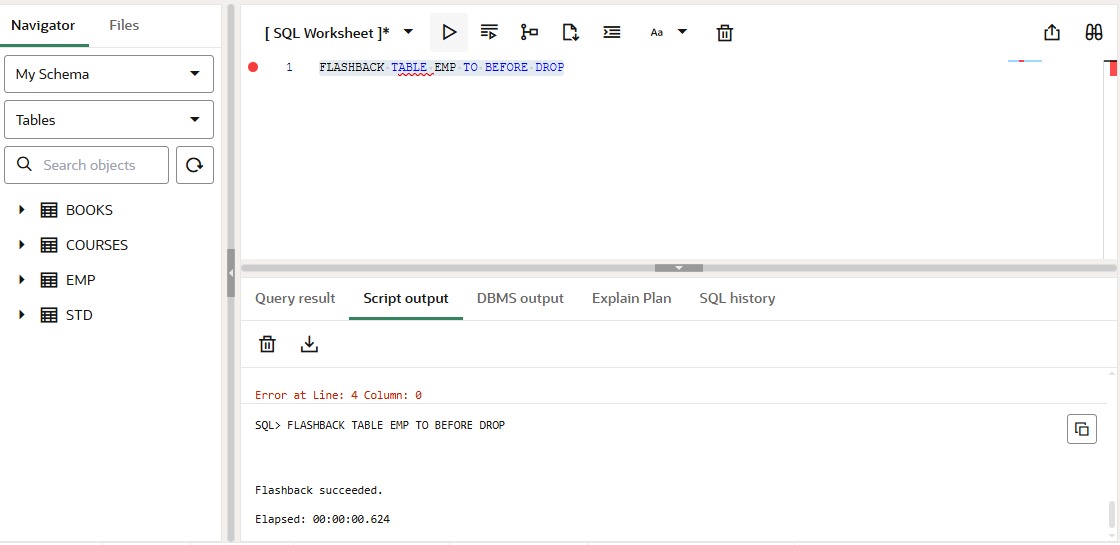 Navigator Files
[ SQL Worksheet ]* Aa
My Schema
Tables
Search objects
BOOKS
COURSES
EMP
STD
1 FLASHBACK TABLE EMP TO BEFORE DROP
Query result Script output DBMS output Explain Plan SQL history
Error at Line: 4 Column: 0
SQL> FLASHBACK TABLE EMP TO BEFORE DROP
Flashback succeeded.
Elapsed: 00:00:00.624